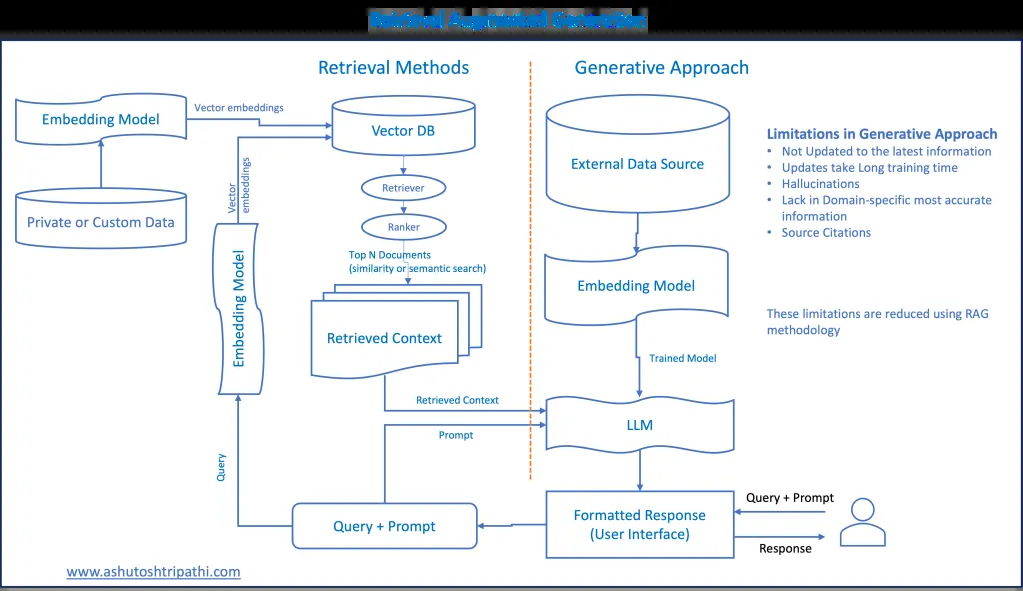 Retrieval Augmented Generation
Retrieval Methods
Generative Approach
Embedding Model
Vector embeddings
Vector DB
External Data Source
Limitations in Generative Approach
• Not Updated to the latest information
• Updates take Long training time
• Hallucinations
• Lack in Domain-specific most accurate
information
• Source Citations
Private or Custom Data
Vector
embeddings
Retriever
Ranker
Top N Documents
(similarity or semantic search)
Embedding Model
Embedding Model
Retrieved Context
These limitations are reduced using RAG
methodology
Trained Model
Retrieved Context
Prompt
LLM
Query
Query + Prompt
Formatted Response
(User Interface)
Query + Prompt
Response
www.ashutoshtripathi.com